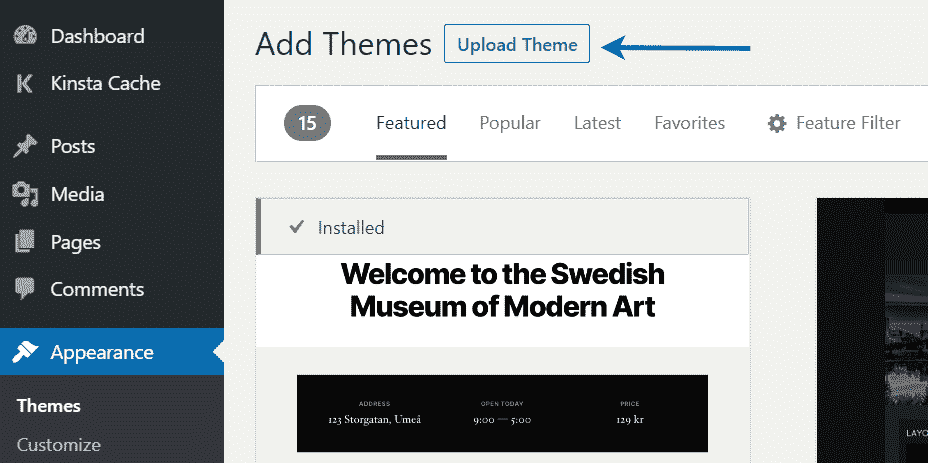 Dashboard
Kinsta Cache
Posts
Media
Pages
Comments
Appearance
Themes
Customize
Add Themes Upload Theme
15 Featured Popular Latest Favorites Feature Filter
Installed
Welcome to the Swedish
Museum of Modern Art
ADDRESS OPEN TODAY PRICE
123 Storgatan, Umeå 9:00 — 5:00 129 kr
LAYO